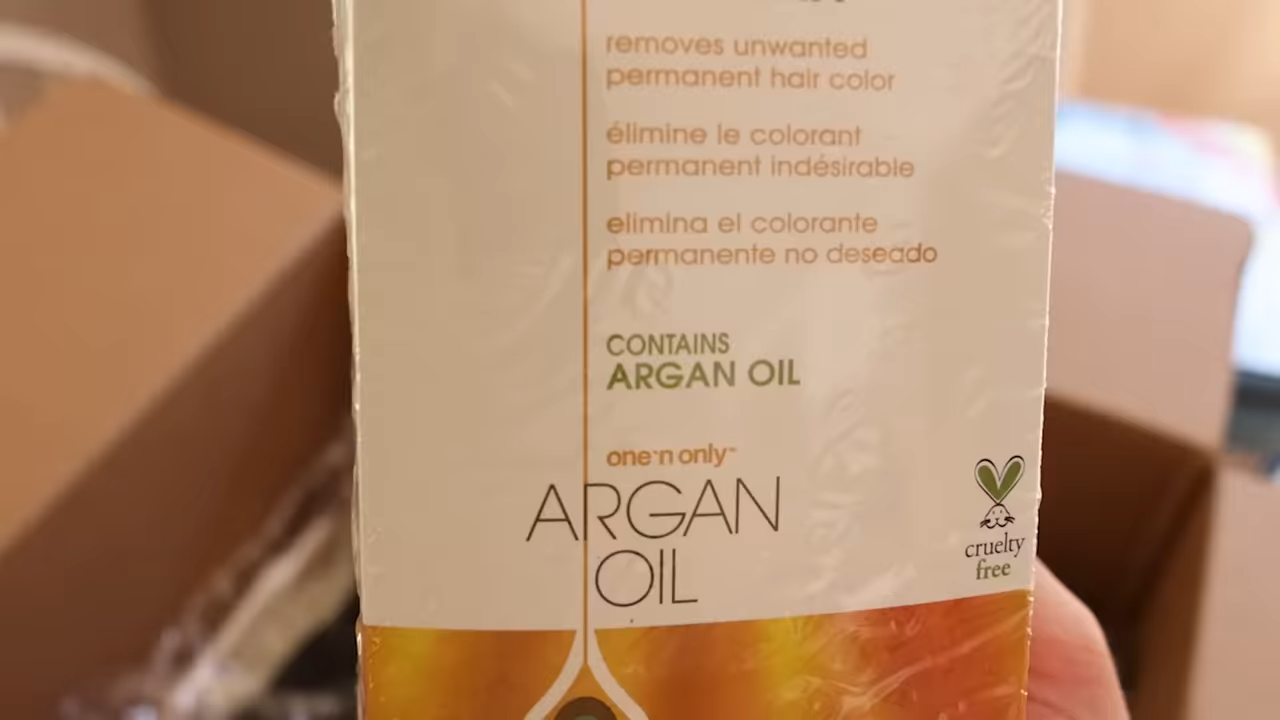 removes unwanted
permanent hair color
élimine le colorant
permanent indésirable
elimina el colorante
permanente no deseado
CONTAINS
ARGAN OIL
one 'n only™
ARGAN
OIL
cruelty
free